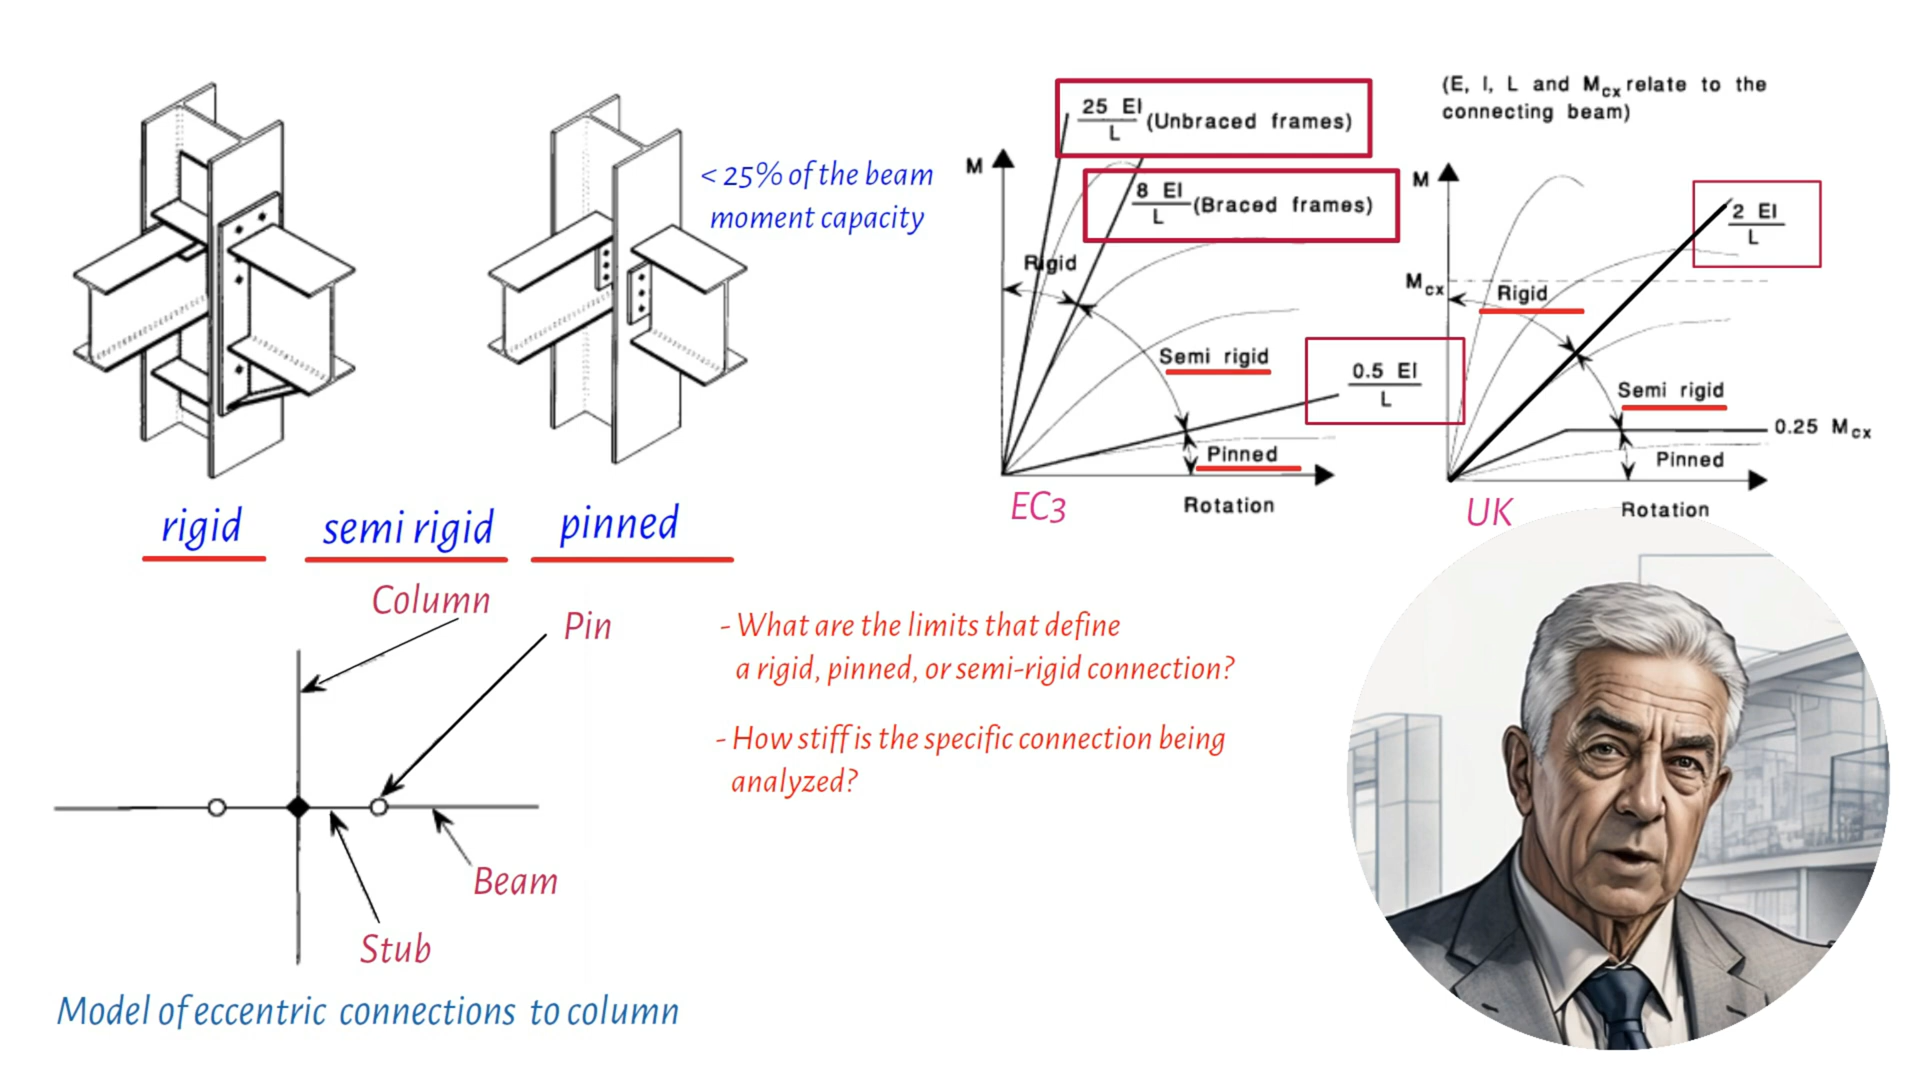 < 25% of the beam
moment capacity
rigid
semi rigid
pinned
M
25 EI
L
(Unbraced frames)
8 EI
L
(Braced frames)
Rigid
Semi rigid
0.5 EI
L
Pinned
EC3
Rotation
(E, I, L and Mcx relate to the
connecting beam)
M
2 EI
L
Mcx
Rigid
Semi rigid
0.25 Mcx
Pinned
UK
Rotation
Column
Pin
Beam
Stub
Model of eccentric connections to column
- What are the limits that define
a rigid, pinned, or semi-rigid connection?
- How stiff is the specific connection being
analyzed?